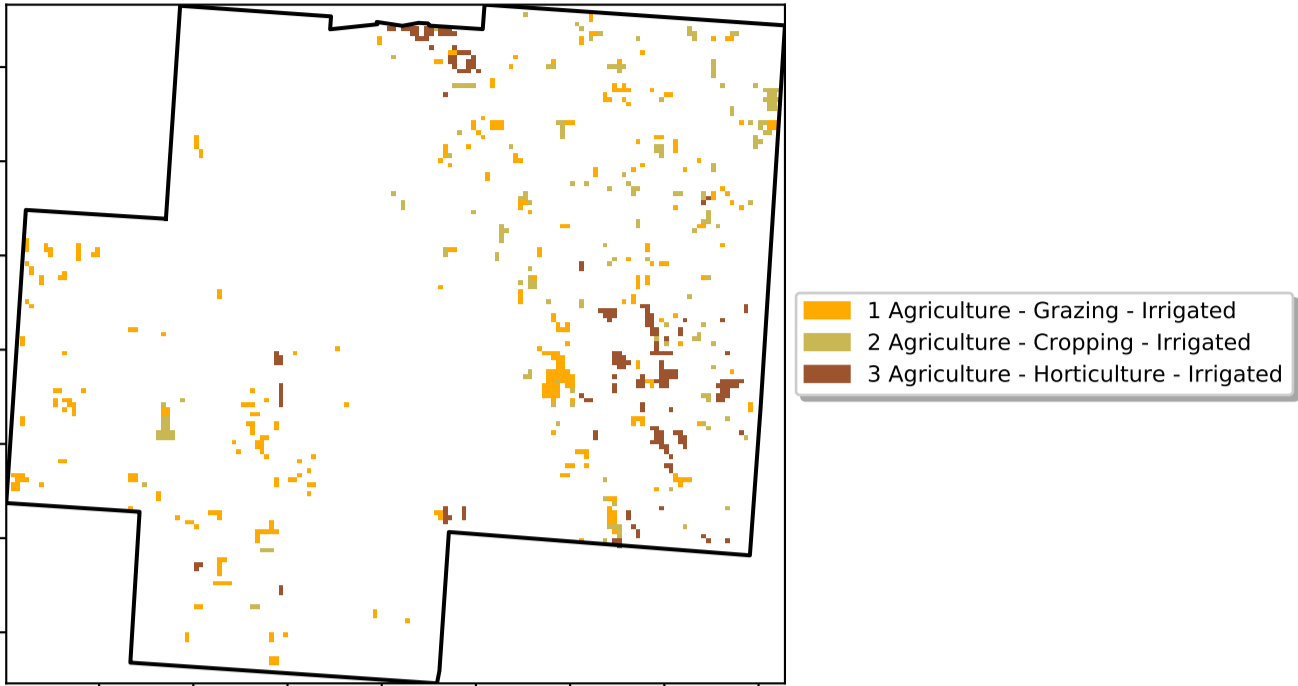 1 Agriculture - Grazing - Irrigated
2 Agriculture - Cropping - Irrigated
3 Agriculture - Horticulture - Irrigated